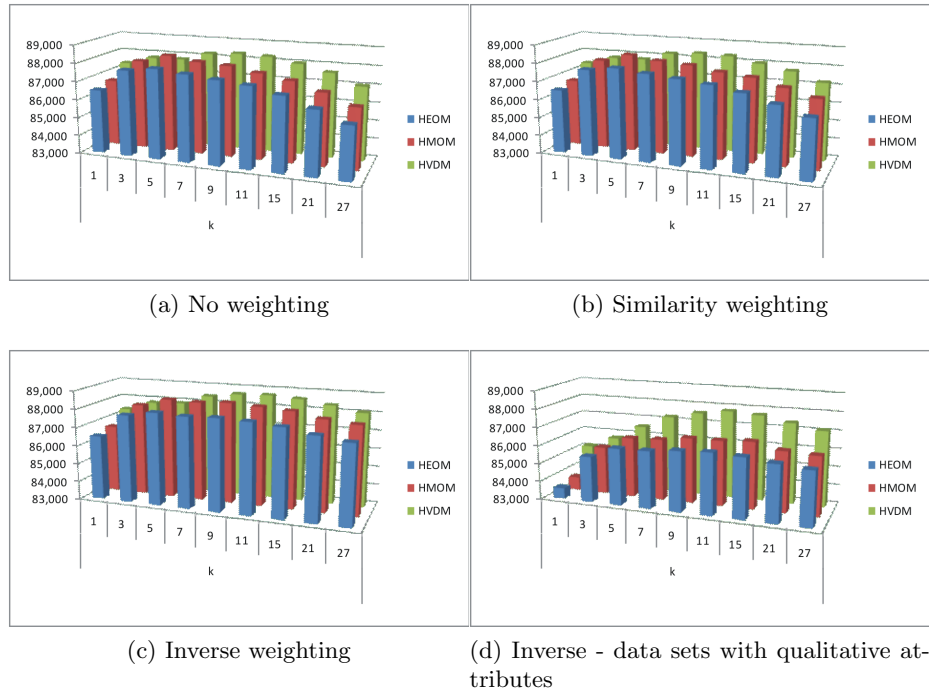 89,000
88,000
87,000
86,000
85,000
84,000
83,000
1 3 5 7 9 11 15 21 27
k
HEOM
HMOM
HVDM
(a) No weighting
89,000
88,000
87,000
86,000
85,000
84,000
83,000
1 3 5 7 9 11 15 21 27
k
HEOM
HMOM
HVDM
(b) Similarity weighting
89,000
88,000
87,000
86,000
85,000
84,000
83,000
1 3 5 7 9 11 15 21 27
k
HEOM
HMOM
HVDM
(c) Inverse weighting
89,000
88,000
87,000
86,000
85,000
84,000
83,000
1 3 5 7 9 11 15 21 27
k
HEOM
HMOM
HVDM
(d) Inverse - data sets with qualitative at-
tributes